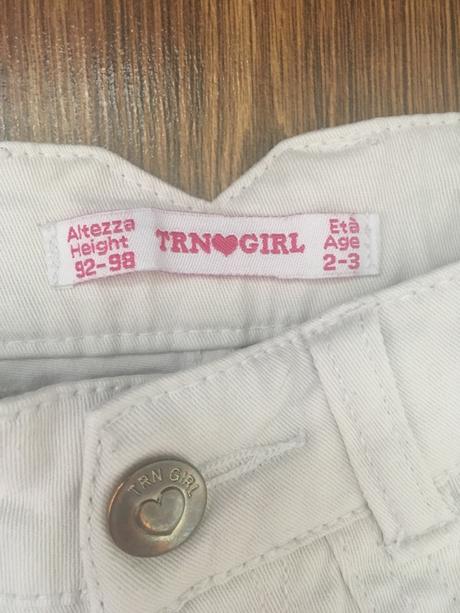 Altezza
Height
92-98
TRN♥GIRL
Età
Age
2-3
TRN GIRL